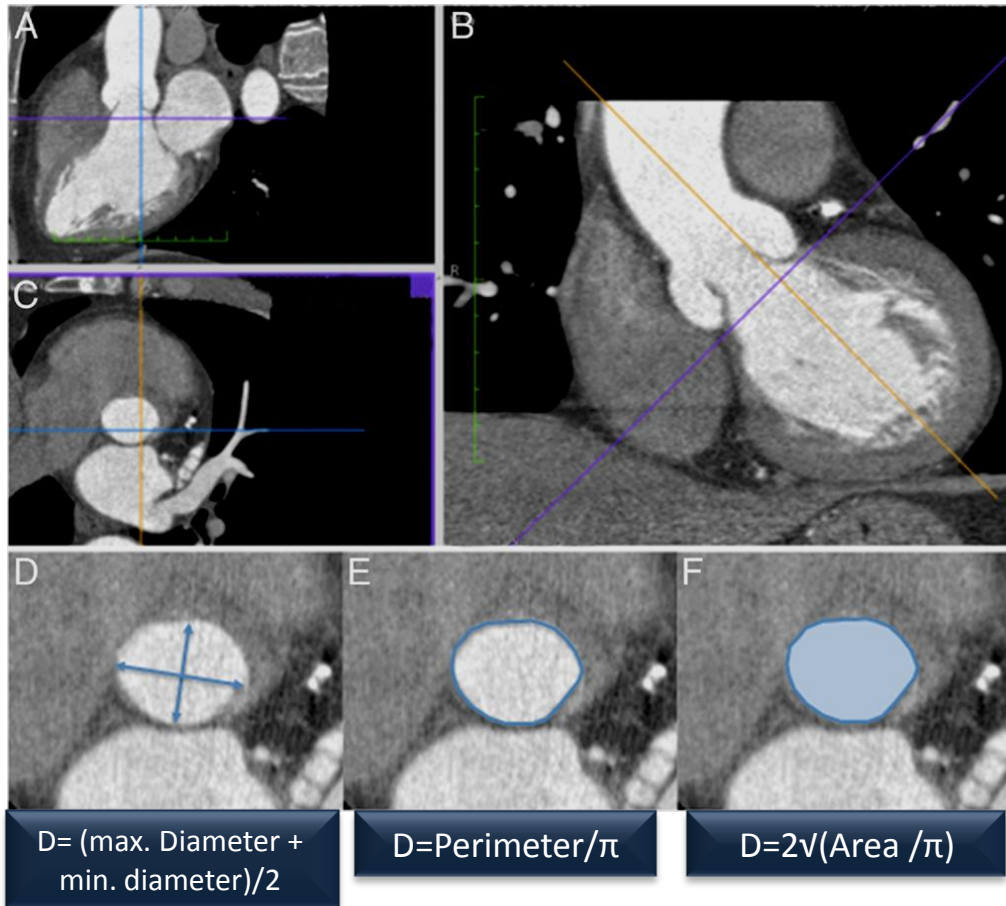 A
B
R
C
D
E
F
D= (max. Diameter +
min. diameter)/2
D=Perimeter/π
D=2√(Area /π)